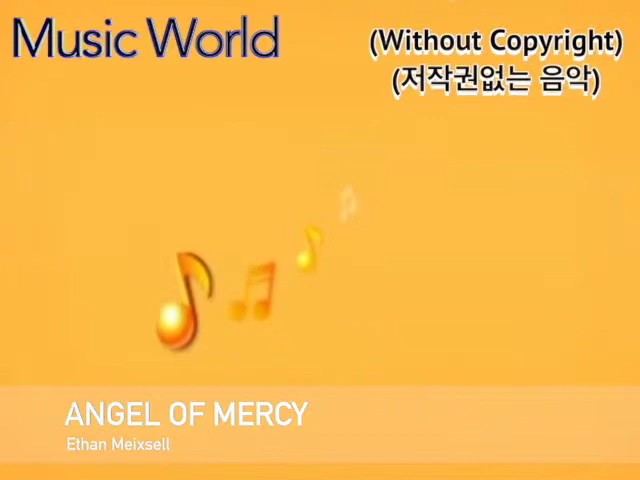 Music World
(Without Copyright)
(저작권없는 음악)
ANGEL OF MERCY
Ethan Meixsell